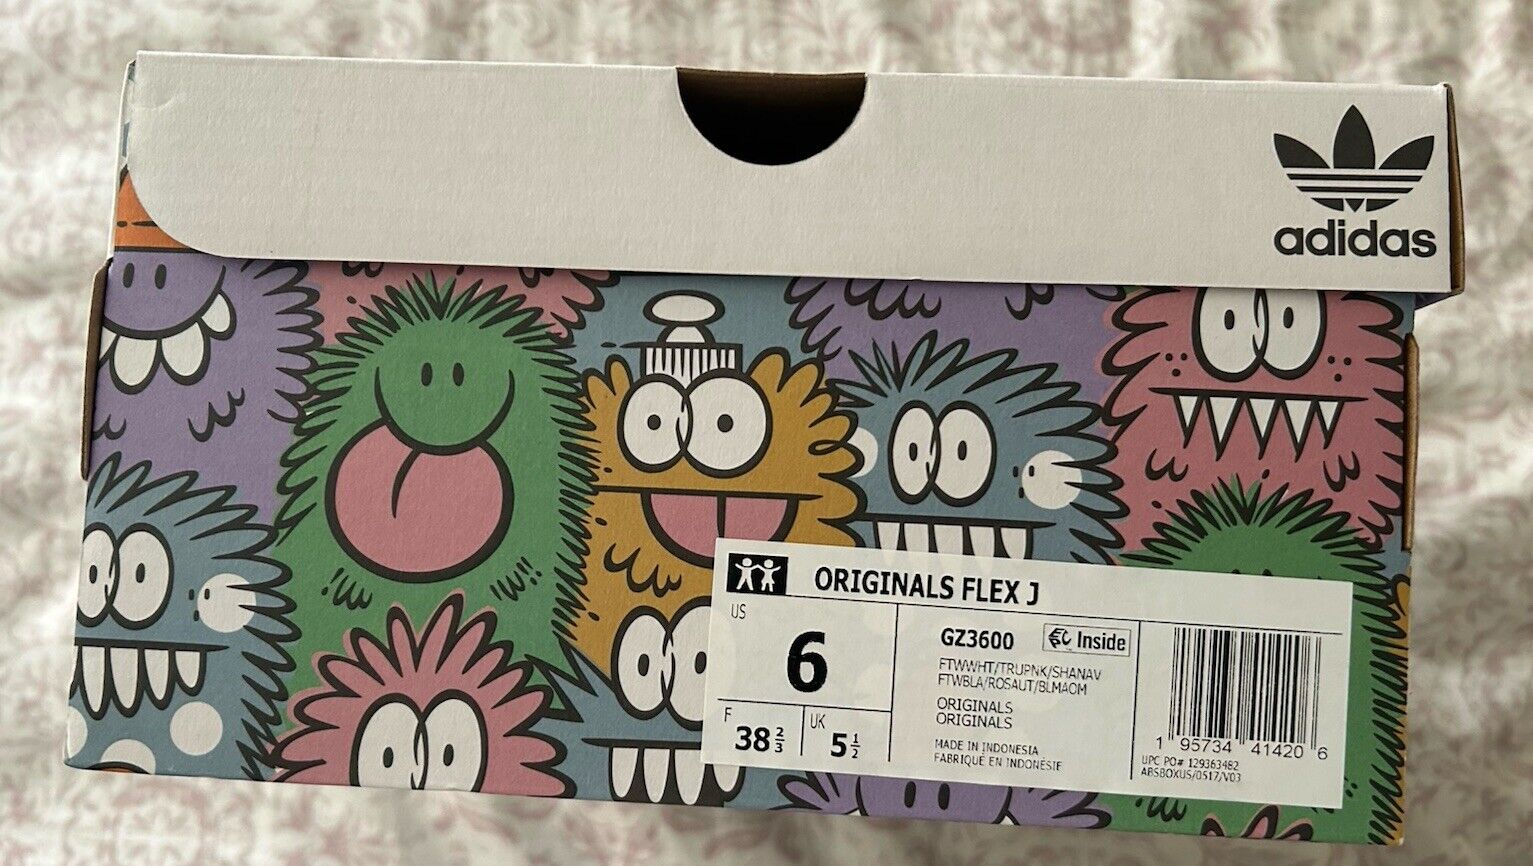 adidas
ORIGINALS FLEX J
US
6
F
38 2/3
UK
5 1/2
GZ3600
Inside
FTWWHT/TRUPNK/SHANAV
FTWBLA/ROSAUT/BLMAOM
ORIGINALS
ORIGINALS
MADE IN INDONESIA
FABRIQUÉ EN INDONÉSIE
1 95734 41420 6
UPC PO# 129363482
ABSBOXUS/0517/V03